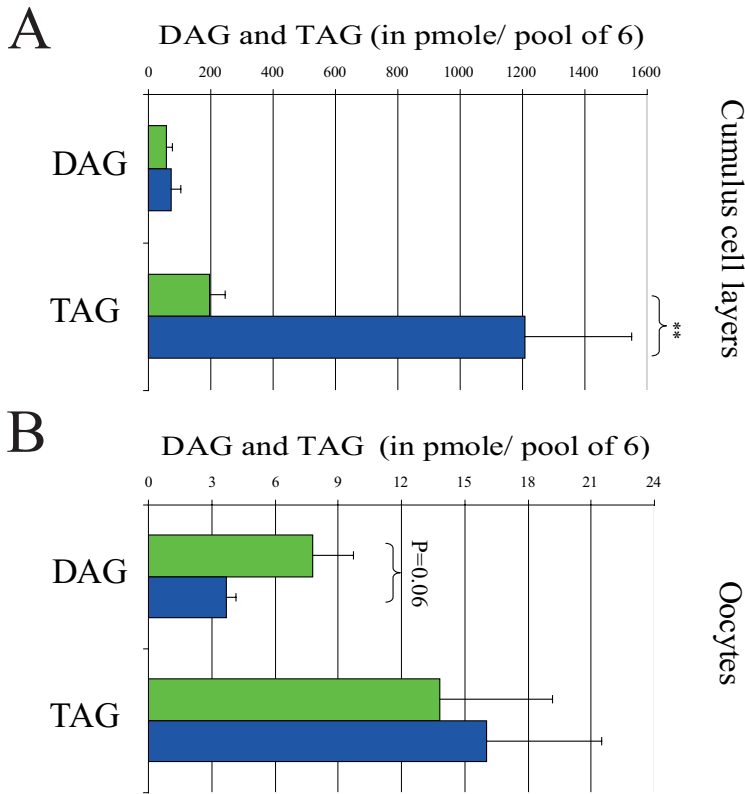 A
DAG and TAG (in pmole/ pool of 6)
0 200 400 600 800 1000 1200 1400 1600
DAG
TAG
**
Cumulus cell layers
B
DAG and TAG (in pmole/ pool of 6)
0 3 6 9 12 15 18 21 24
DAG
P=0.06
TAG
Oocytes